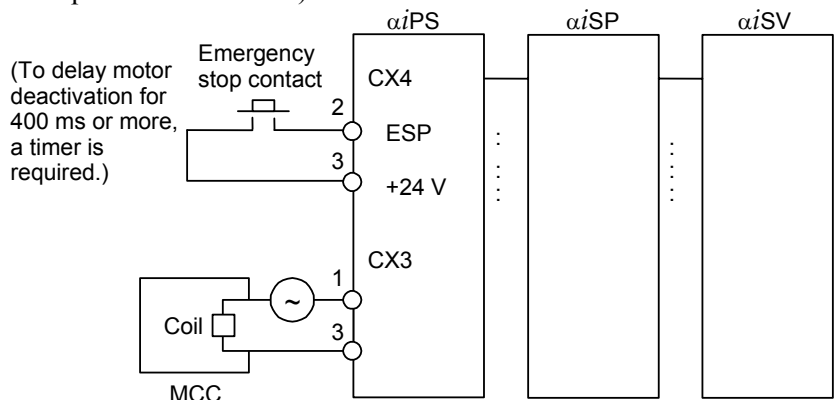 αiPS
αiSP
αiSV
(To delay motor
deactivation for
400 ms or more,
a timer is
required.)
Emergency
stop contact
CX4
2
ESP
3
+24 V
CX3
1
~
Coil
3
MCC